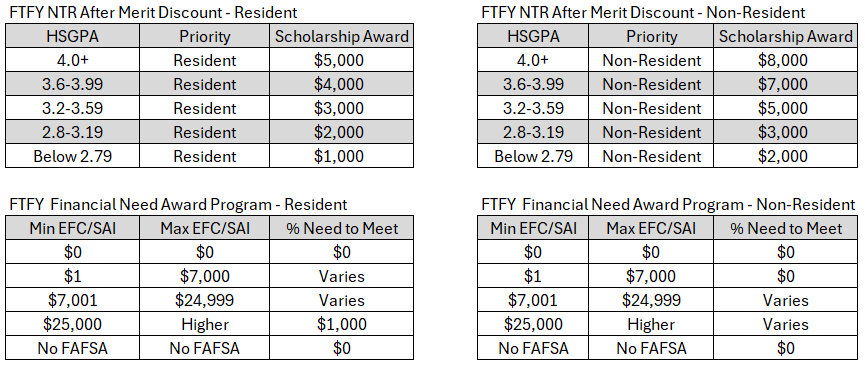 FTFY NTR After Merit Discount - Resident
HSGPA Priority Scholarship Award
4.0+ Resident $5,000
3.6-3.99 Resident $4,000
3.2-3.59 Resident $3,000
2.8-3.19 Resident $2,000
Below 2.79 Resident $1,000
FTFY NTR After Merit Discount - Non-Resident
HSGPA Priority Scholarship Award
4.0+ Non-Resident $8,000
3.6-3.99 Non-Resident $7,000
3.2-3.59 Non-Resident $5,000
2.8-3.19 Non-Resident $3,000
Below 2.79 Non-Resident $2,000
FTFY Financial Need Award Program - Resident
Min EFC/SAI Max EFC/SAI % Need to Meet
$0 $0 $0
$1 $7,000 Varies
$7,001 $24,999 Varies
$25,000 Higher $1,000
No FAFSA No FAFSA $0
FTFY Financial Need Award Program - Non-Resident
Min EFC/SAI Max EFC/SAI % Need to Meet
$0 $0 $0
$1 $7,000 $0
$7,001 $24,999 Varies
$25,000 Higher Varies
No FAFSA No FAFSA $0